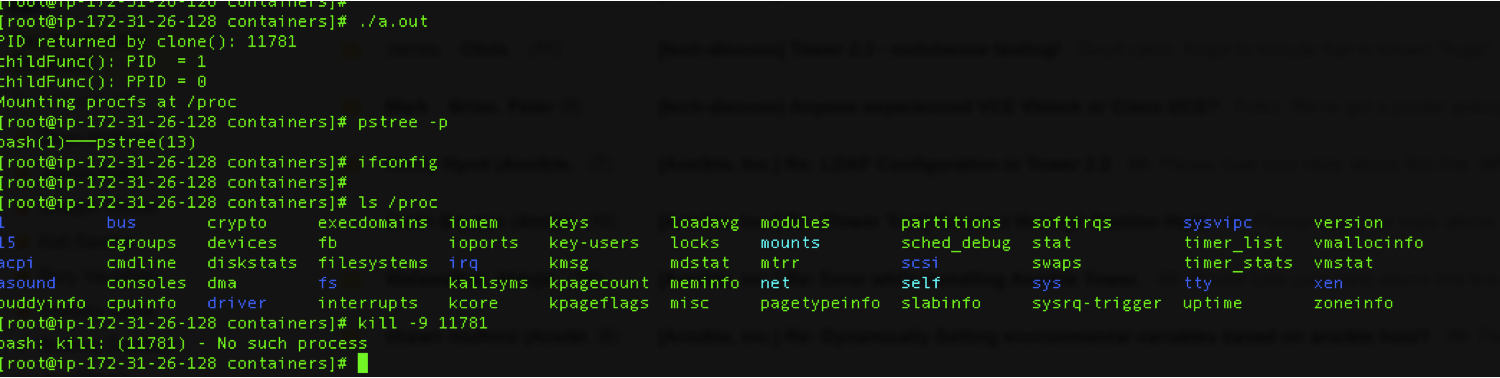 [root@ip-172-31-26-128 containers]#
[root@ip-172-31-26-128 containers]# ./a.out
PID returned by clone(): 11781
childFunc(): PID  = 1
childFunc(): PPID = 0
Mounting procfs at /proc
[root@ip-172-31-26-128 containers]# pstree -p
bash(1)───pstree(13)
[root@ip-172-31-26-128 containers]# ifconfig
[root@ip-172-31-26-128 containers]#
[root@ip-172-31-26-128 containers]# ls /proc
1 bus crypto execdomains iomem keys loadavg modules partitions softirqs sysvipc version
15 cgroups devices fb ioports key-users locks mounts sched_debug stat timer_list vmallocinfo
acpi cmdline diskstats filesystems irq kmsg mdstat mtrr scsi swaps timer_stats vmstat
asound consoles dma fs kallsyms kpagecount meminfo net self sys tty xen
buddyinfo cpuinfo driver interrupts kcore kpageflags misc pagetypeinfo slabinfo sysrq-trigger uptime zoneinfo
[root@ip-172-31-26-128 containers]# kill -9 11781
bash: kill: (11781) - No such process
[root@ip-172-31-26-128 containers]#